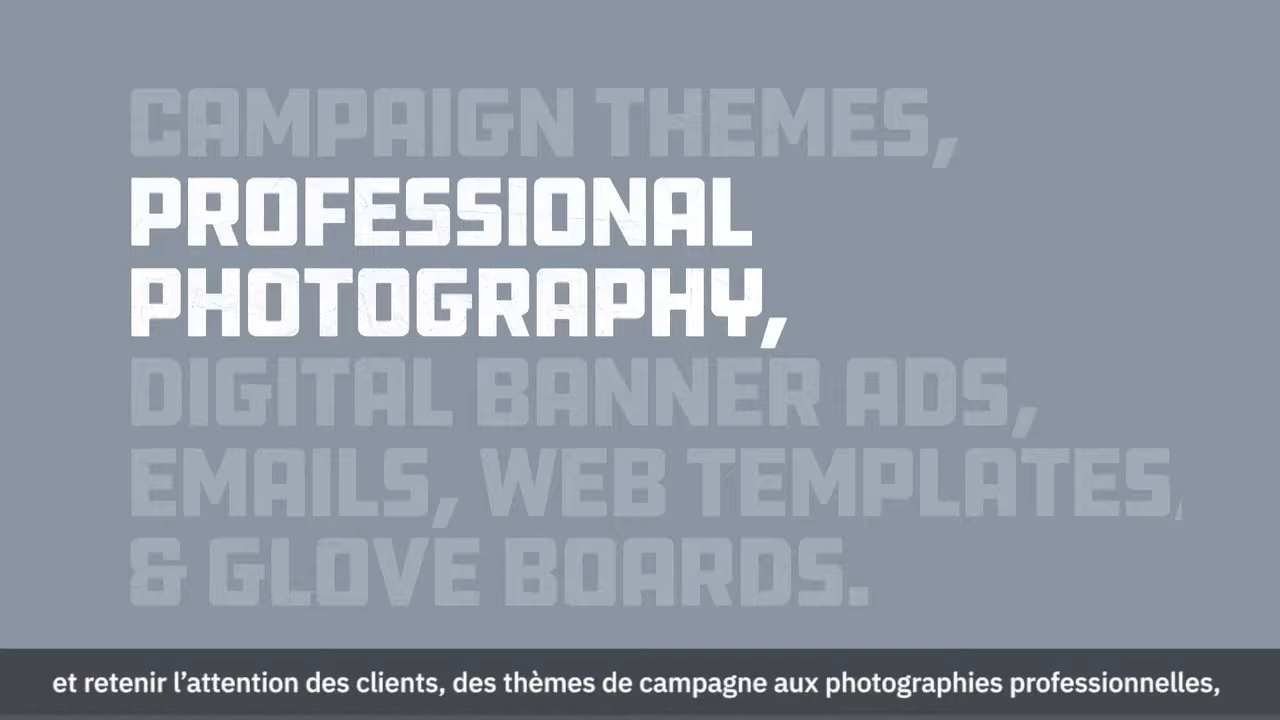 CAMPAIGN THEMES,
PROFESSIONAL
PHOTOGRAPHY,
DIGITAL BANNER ADS,
EMAILS, WEB TEMPLATES,
& GLOVE BOARDS.
et retenir l’attention des clients, des thèmes de campagne aux photographies professionnelles,